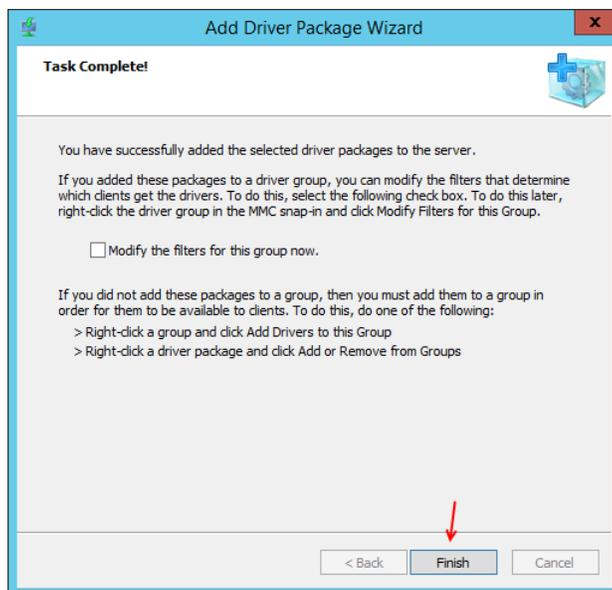 Add Driver Package Wizard
x
Task Complete!
You have successfully added the selected driver packages to the server.
If you added these packages to a driver group, you can modify the filters that determine
which clients get the drivers. To do this, select the following check box. To do this later,
right-click the driver group in the MMC snap-in and click Modify Filters for this Group.
Modify the filters for this group now.
If you did not add these packages to a group, then you must add them to a group in
order for them to be available to clients. To do this, do one of the following:
> Right-click a group and click Add Drivers to this Group
> Right-click a driver package and click Add or Remove from Groups
< Back Finish Cancel